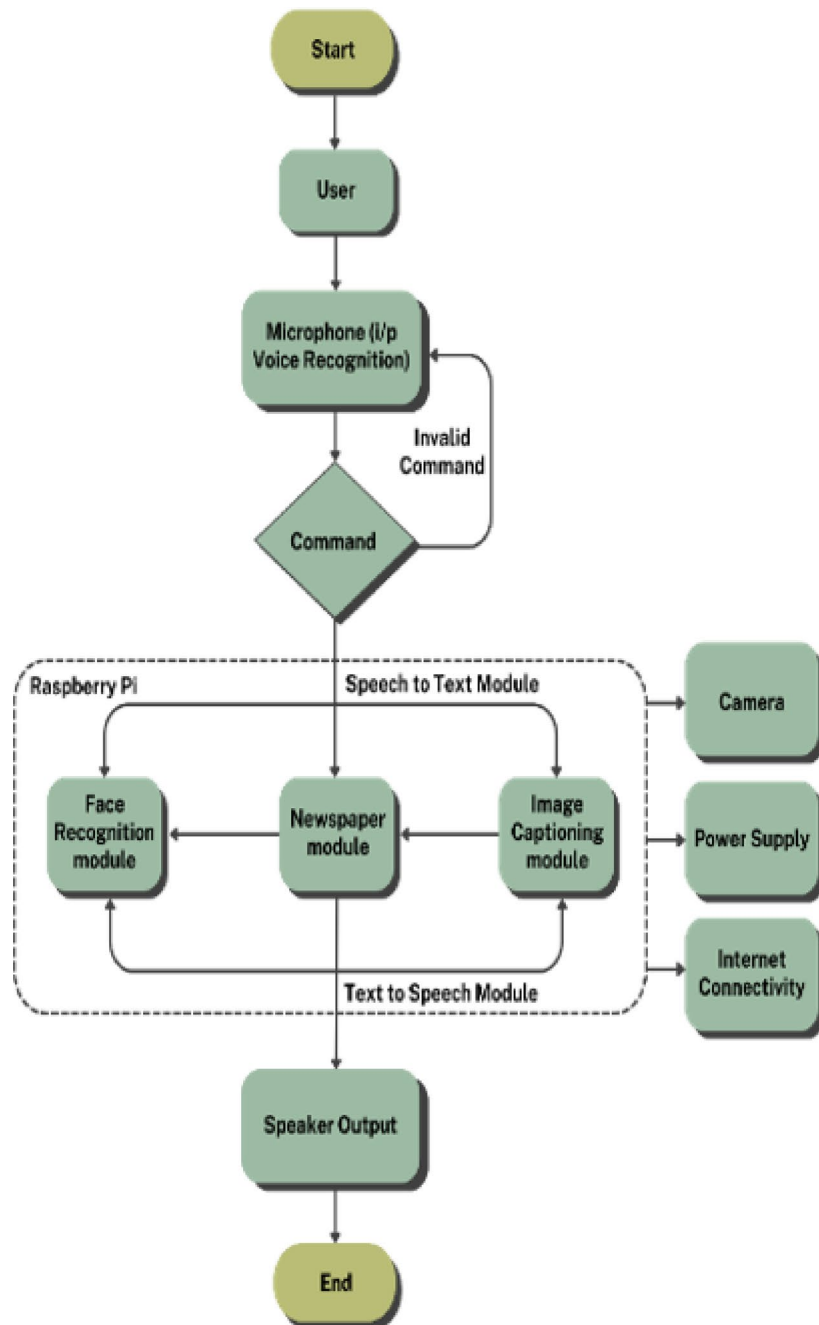 Start
User
Microphone (i/p
Voice Recognition)
Invalid
Command
Command
Raspberry Pi
Speech to Text Module
Camera
Face
Recognition
module
Newspaper
module
Image
Captioning
module
Power Supply
Internet
Connectivity
Text to Speech Module
Speaker Output
End